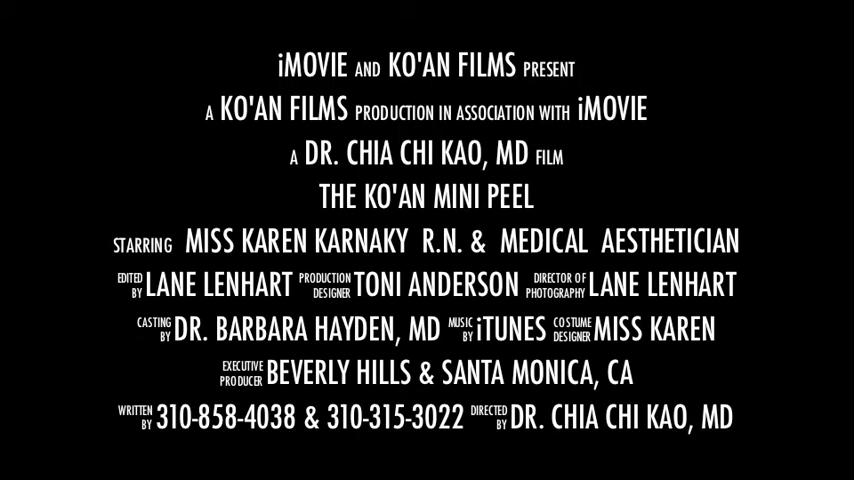 iMOVIE AND KO'AN FILMS PRESENT
A KO'AN FILMS PRODUCTION IN ASSOCIATION WITH iMOVIE
A DR. CHIA CHI KAO, MD FILM
THE KO'AN MINI PEEL
STARRING MISS KAREN KARNAKY R.N. & MEDICAL AESTHETICIAN
EDITED BY LANE LENHART PRODUCTION DESIGNER TONI ANDERSON DIRECTOR OF PHOTOGRAPHY LANE LENHART
CASTING BY DR. BARBARA HAYDEN, MD MUSIC BY iTUNES COSTUME DESIGNER MISS KAREN
EXECUTIVE PRODUCER BEVERLY HILLS & SANTA MONICA, CA
WRITTEN BY 310-858-4038 & 310-315-3022 DIRECTED BY DR. CHIA CHI KAO, MD